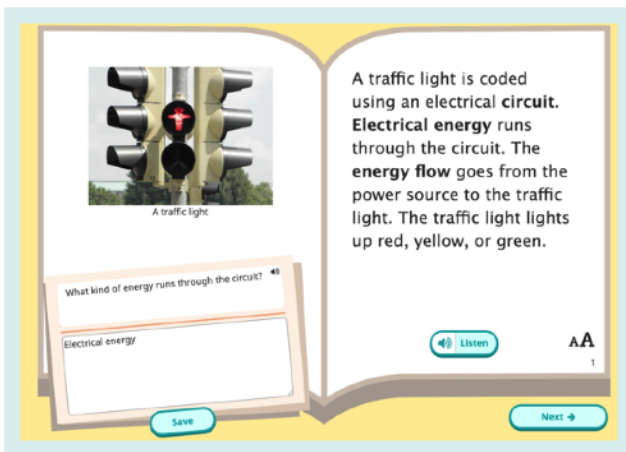 A traffic light
What kind of energy runs through the circuit?
Electrical energy
Save
A traffic light is coded
using an electrical circuit.
Electrical energy runs
through the circuit. The
energy flow goes from the
power source to the traffic
light. The traffic light lights
up red, yellow, or green.
Listen
AA
1
Next →